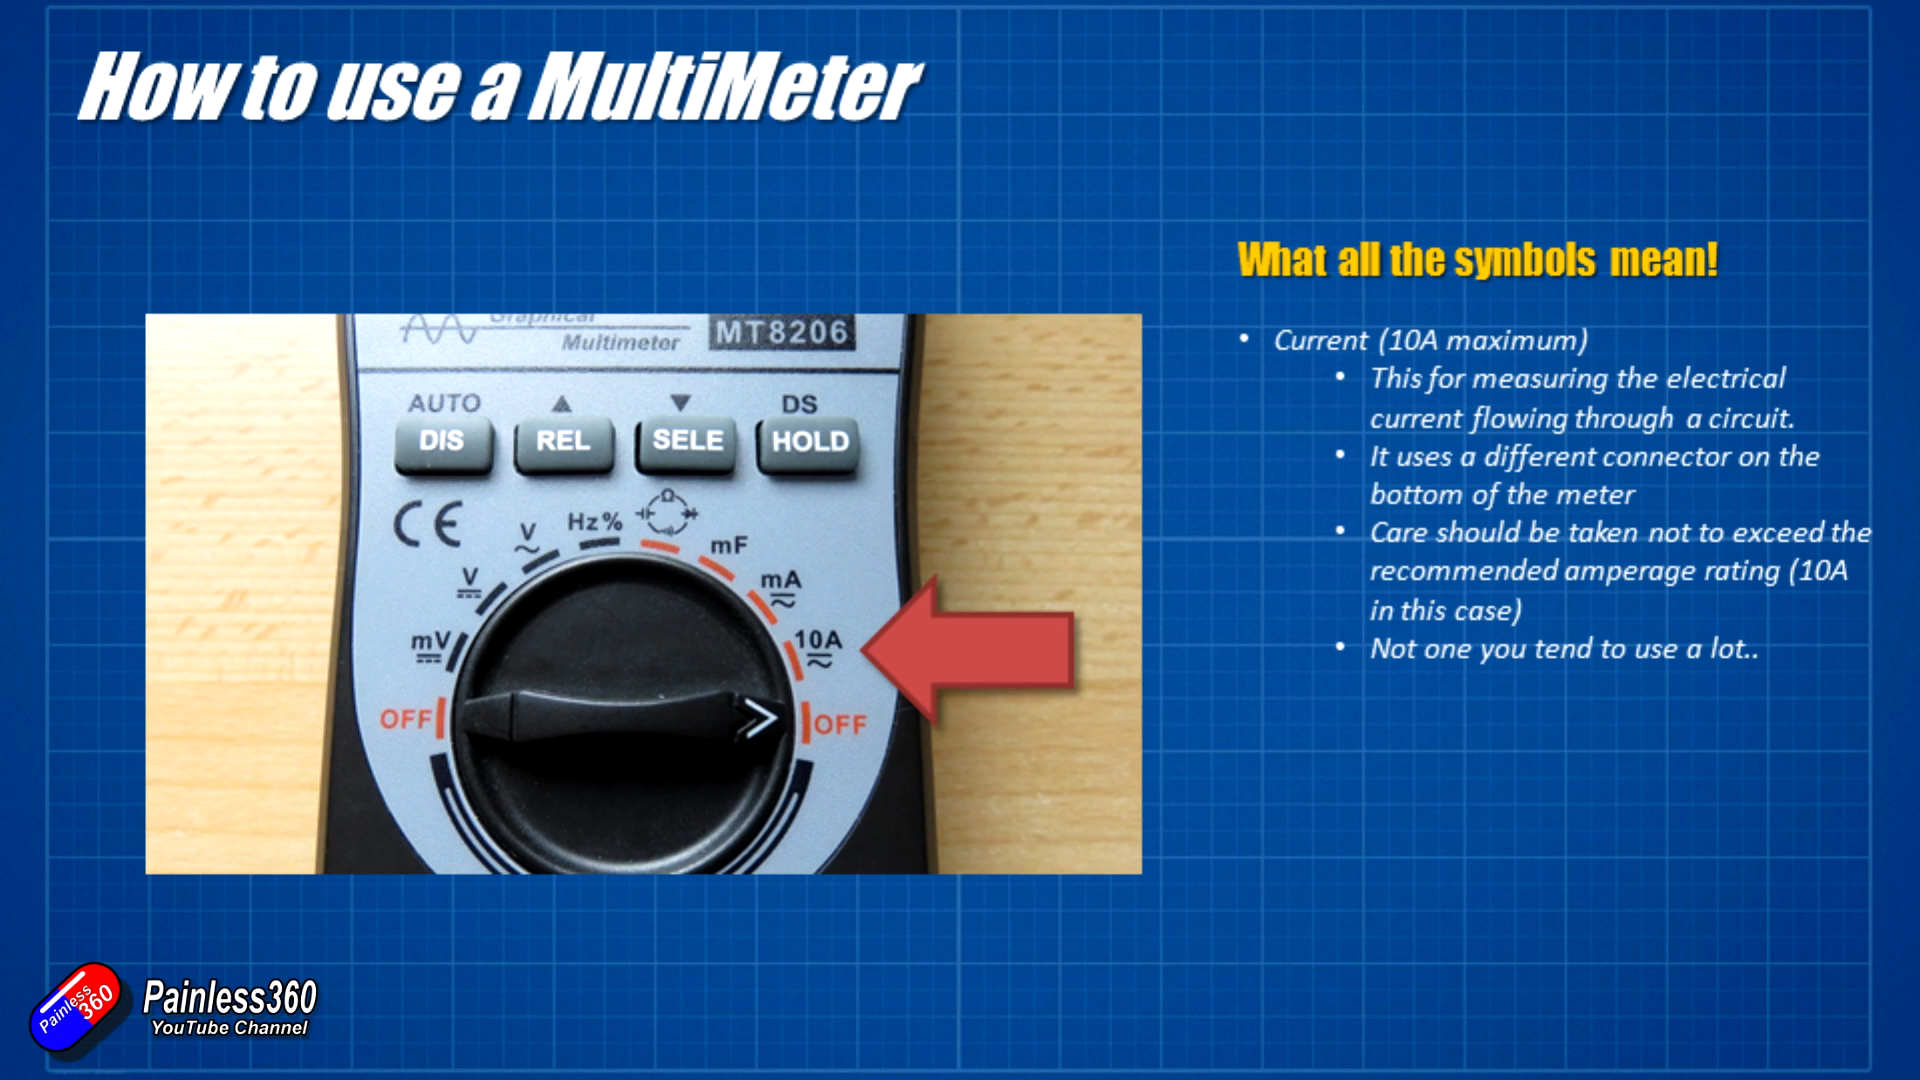 How to use a MultiMeter
What all the symbols mean!
• Current (10A maximum)
• This for measuring the electrical
current flowing through a circuit.
• It uses a different connector on the
bottom of the meter
• Care should be taken not to exceed the
recommended amperage rating (10A
in this case)
• Not one you tend to use a lot..
Graphical
Multimeter
MT8206
AUTO ▲ ▼ DS
DIS REL SELE HOLD
CE
Hz %
Ω
V
mF
V
mA
mV
10A
OFF
OFF
Painless
360
Painless360
YouTube Channel